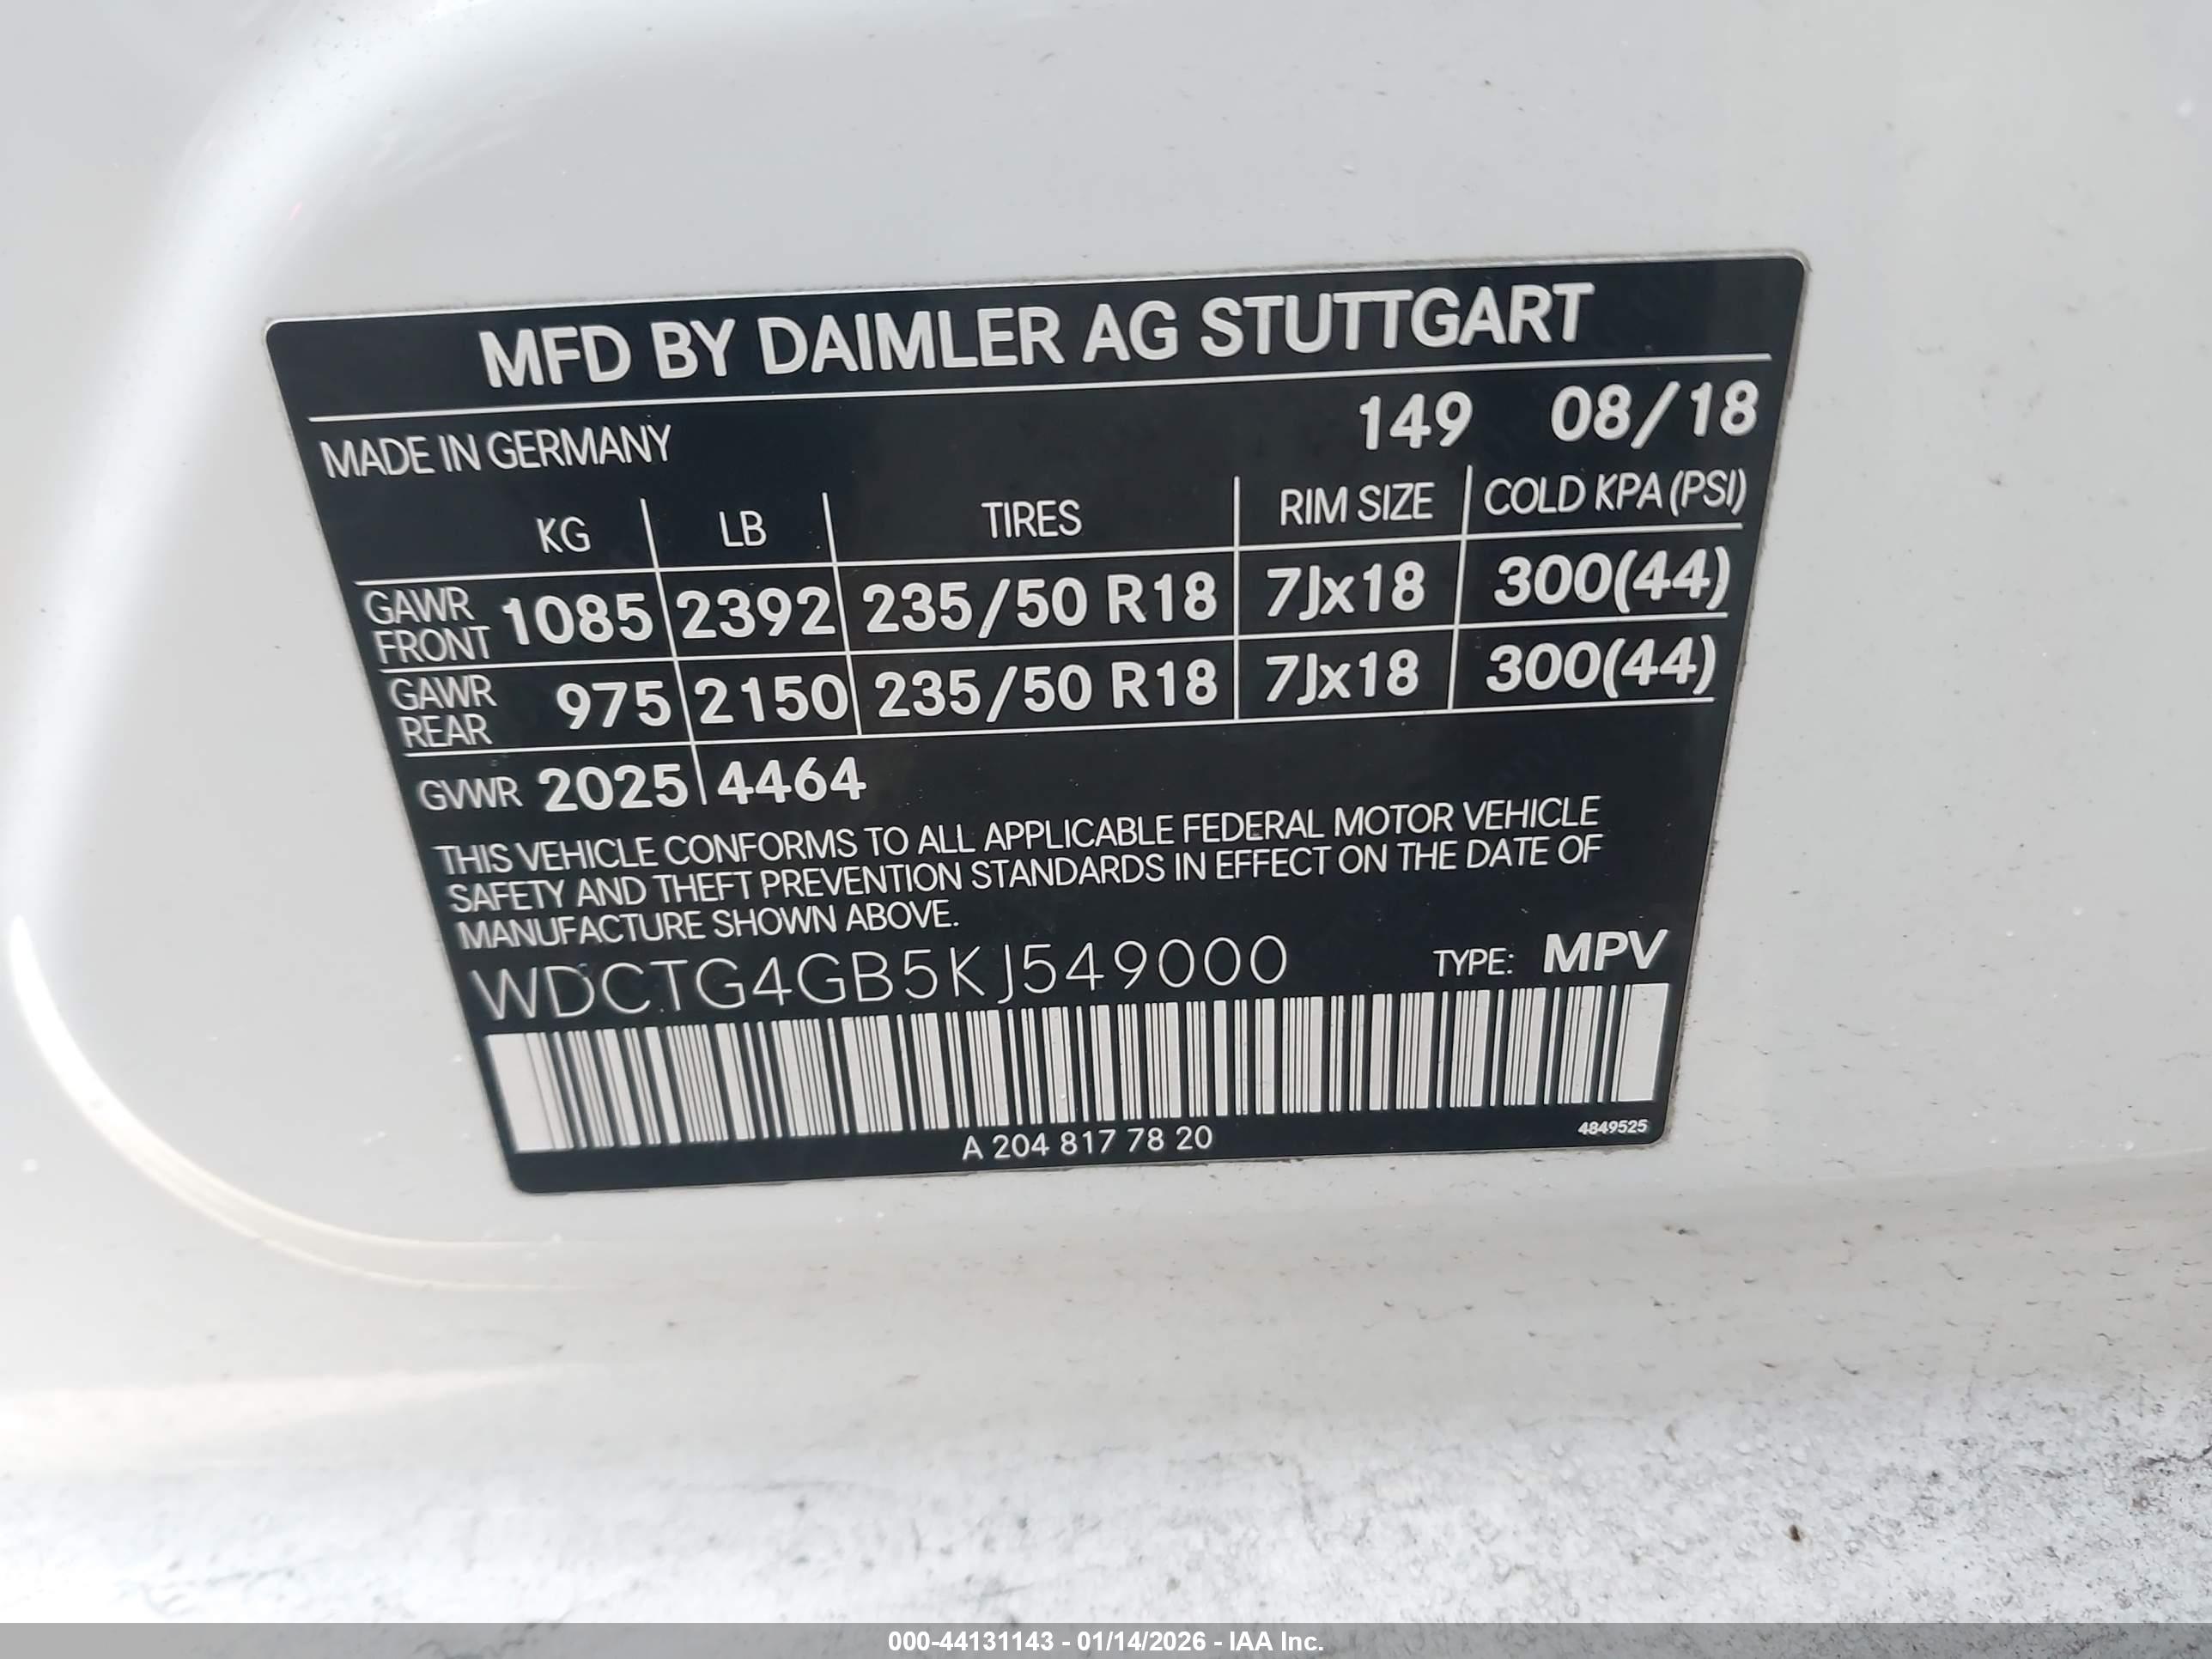 MFD BY DAIMLER AG STUTTGART
MADE IN GERMANY 149 08/18
KG LB TIRES RIM SIZE COLD KPA (PSI)
GAWR FRONT 1085 2392 235/50 R18 7Jx18 300(44)
GAWR REAR 975 2150 235/50 R18 7Jx18 300(44)
GVWR 2025 4464
THIS VEHICLE CONFORMS TO ALL APPLICABLE FEDERAL MOTOR VEHICLE
SAFETY AND THEFT PREVENTION STANDARDS IN EFFECT ON THE DATE OF
MANUFACTURE SHOWN ABOVE.
WDCTG4GB5KJ549000 TYPE: MPV
A 204 817 78 20 4849525
000-44131143 - 01/14/2026 - IAA Inc.